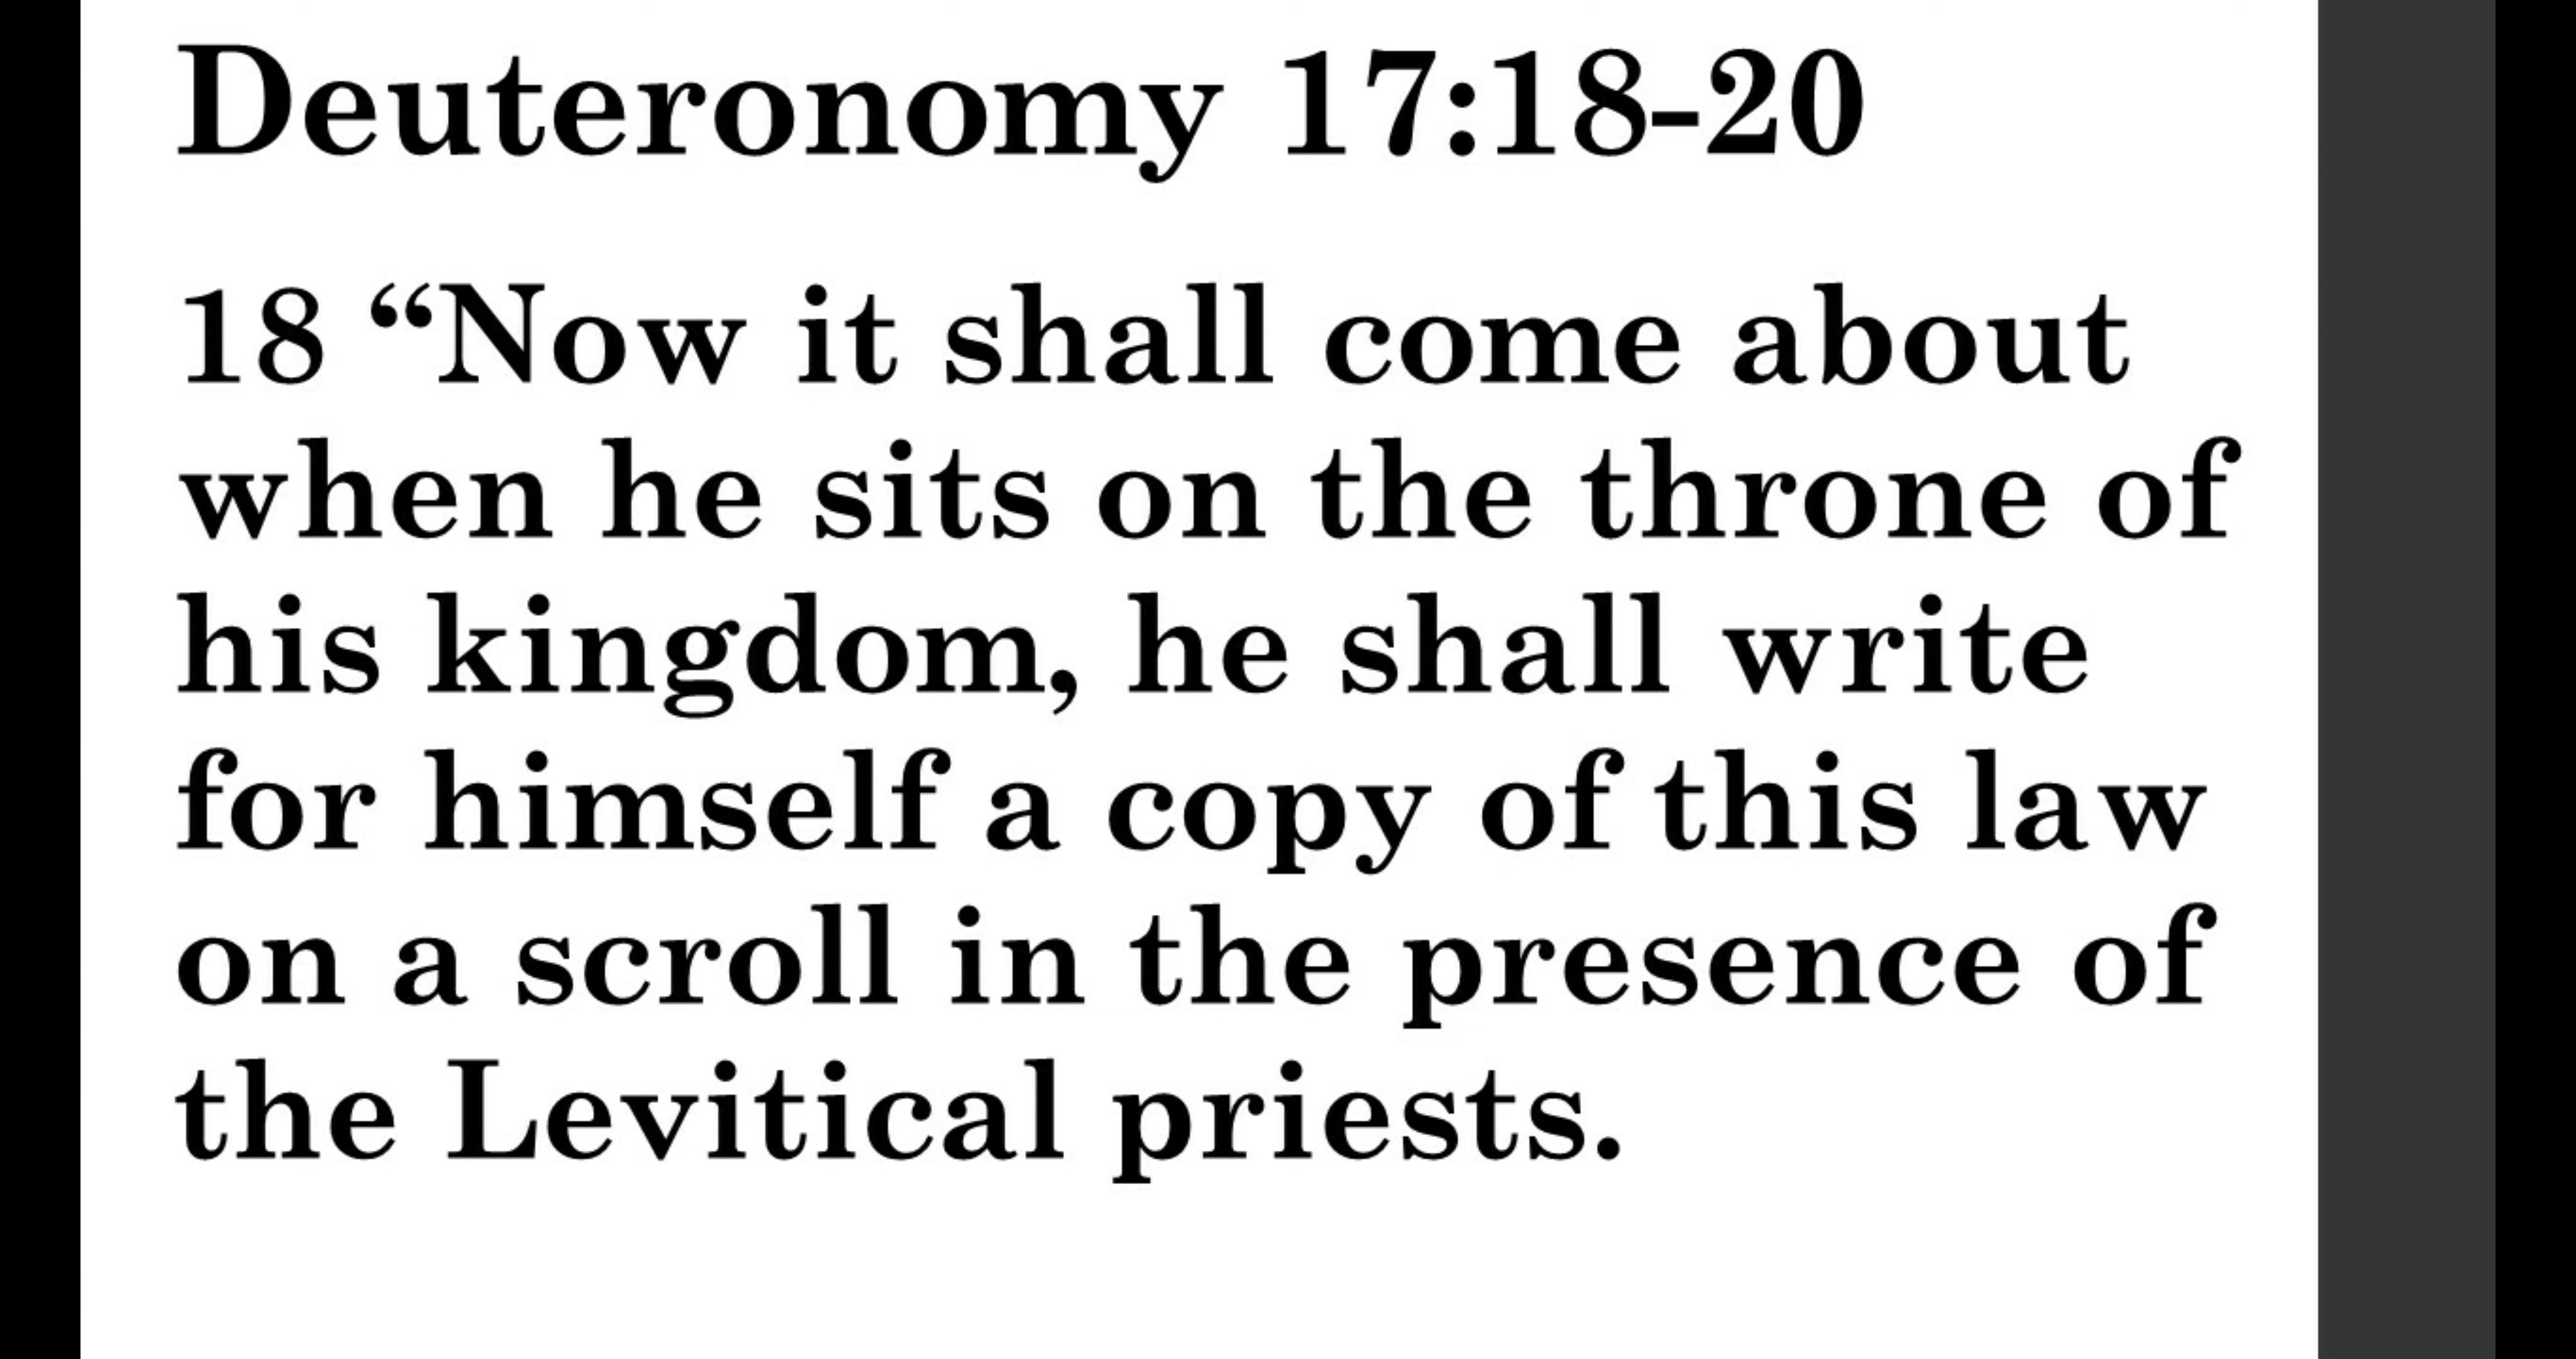 Deuteronomy 17:18-20
18 “Now it shall come about
when he sits on the throne of
his kingdom, he shall write
for himself a copy of this law
on a scroll in the presence of
the Levitical priests.